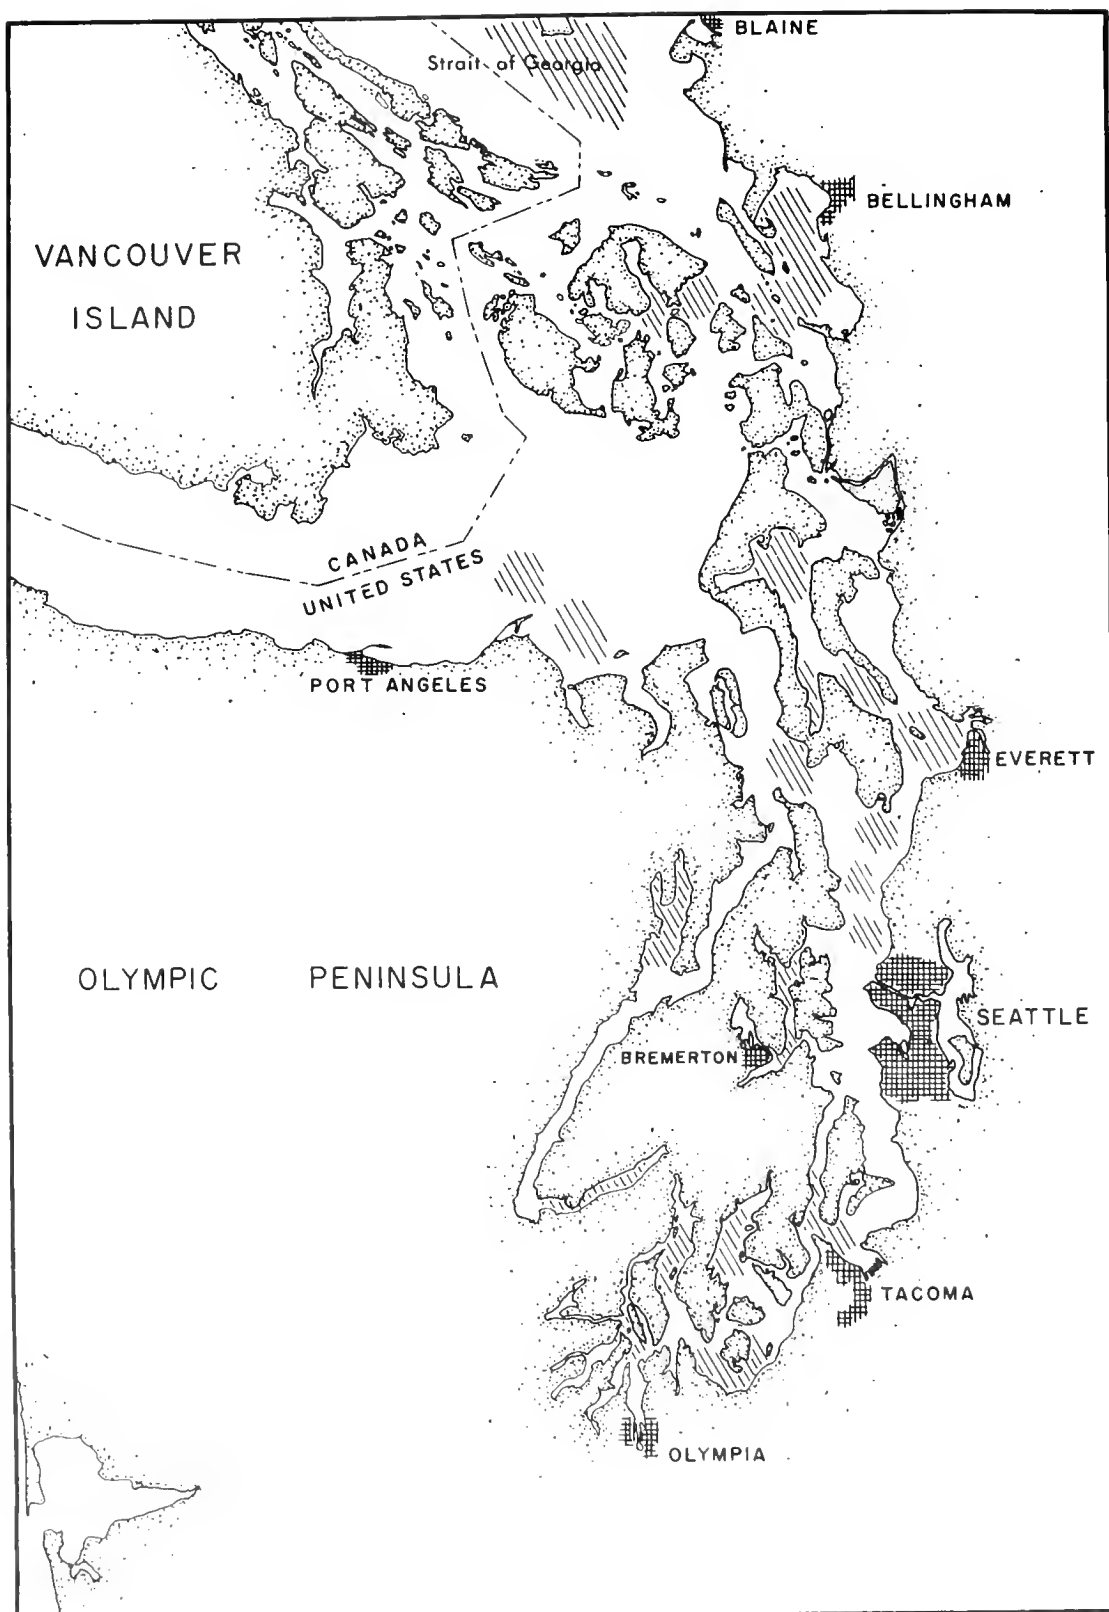 BLAINE
Strait of Georgia
BELLINGHAM
VANCOUVER
ISLAND
CANADA
UNITED STATES
PORT ANGELES
EVERETT
OLYMPIC PENINSULA
SEATTLE
BREMERTON
TACOMA
OLYMPIA